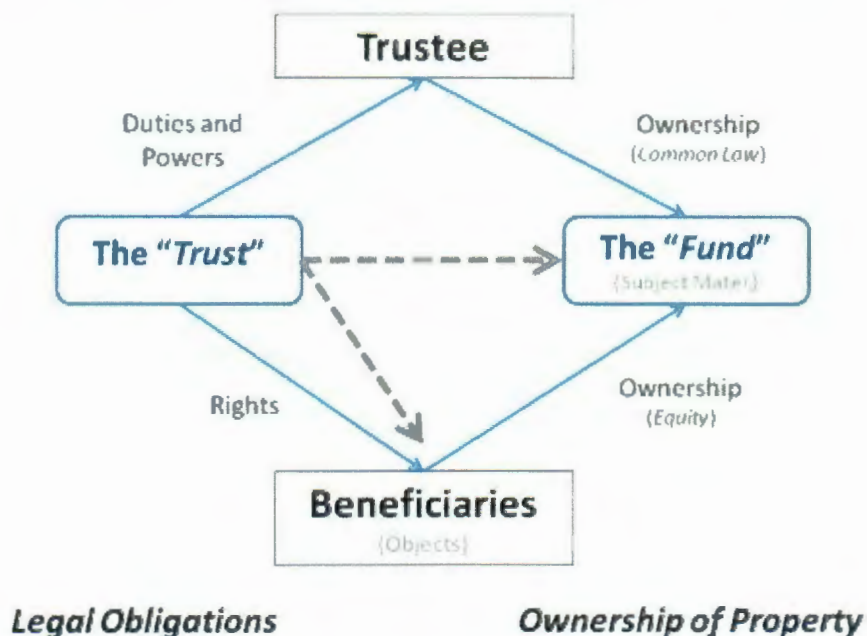 Trustee
Duties and
Powers
Ownership
(Common Law)
The "Trust"
The "Fund"
(Subject Mater)
Rights
Ownership
(Equity)
Beneficiaries
(Objects)
Legal Obligations
Ownership of Property